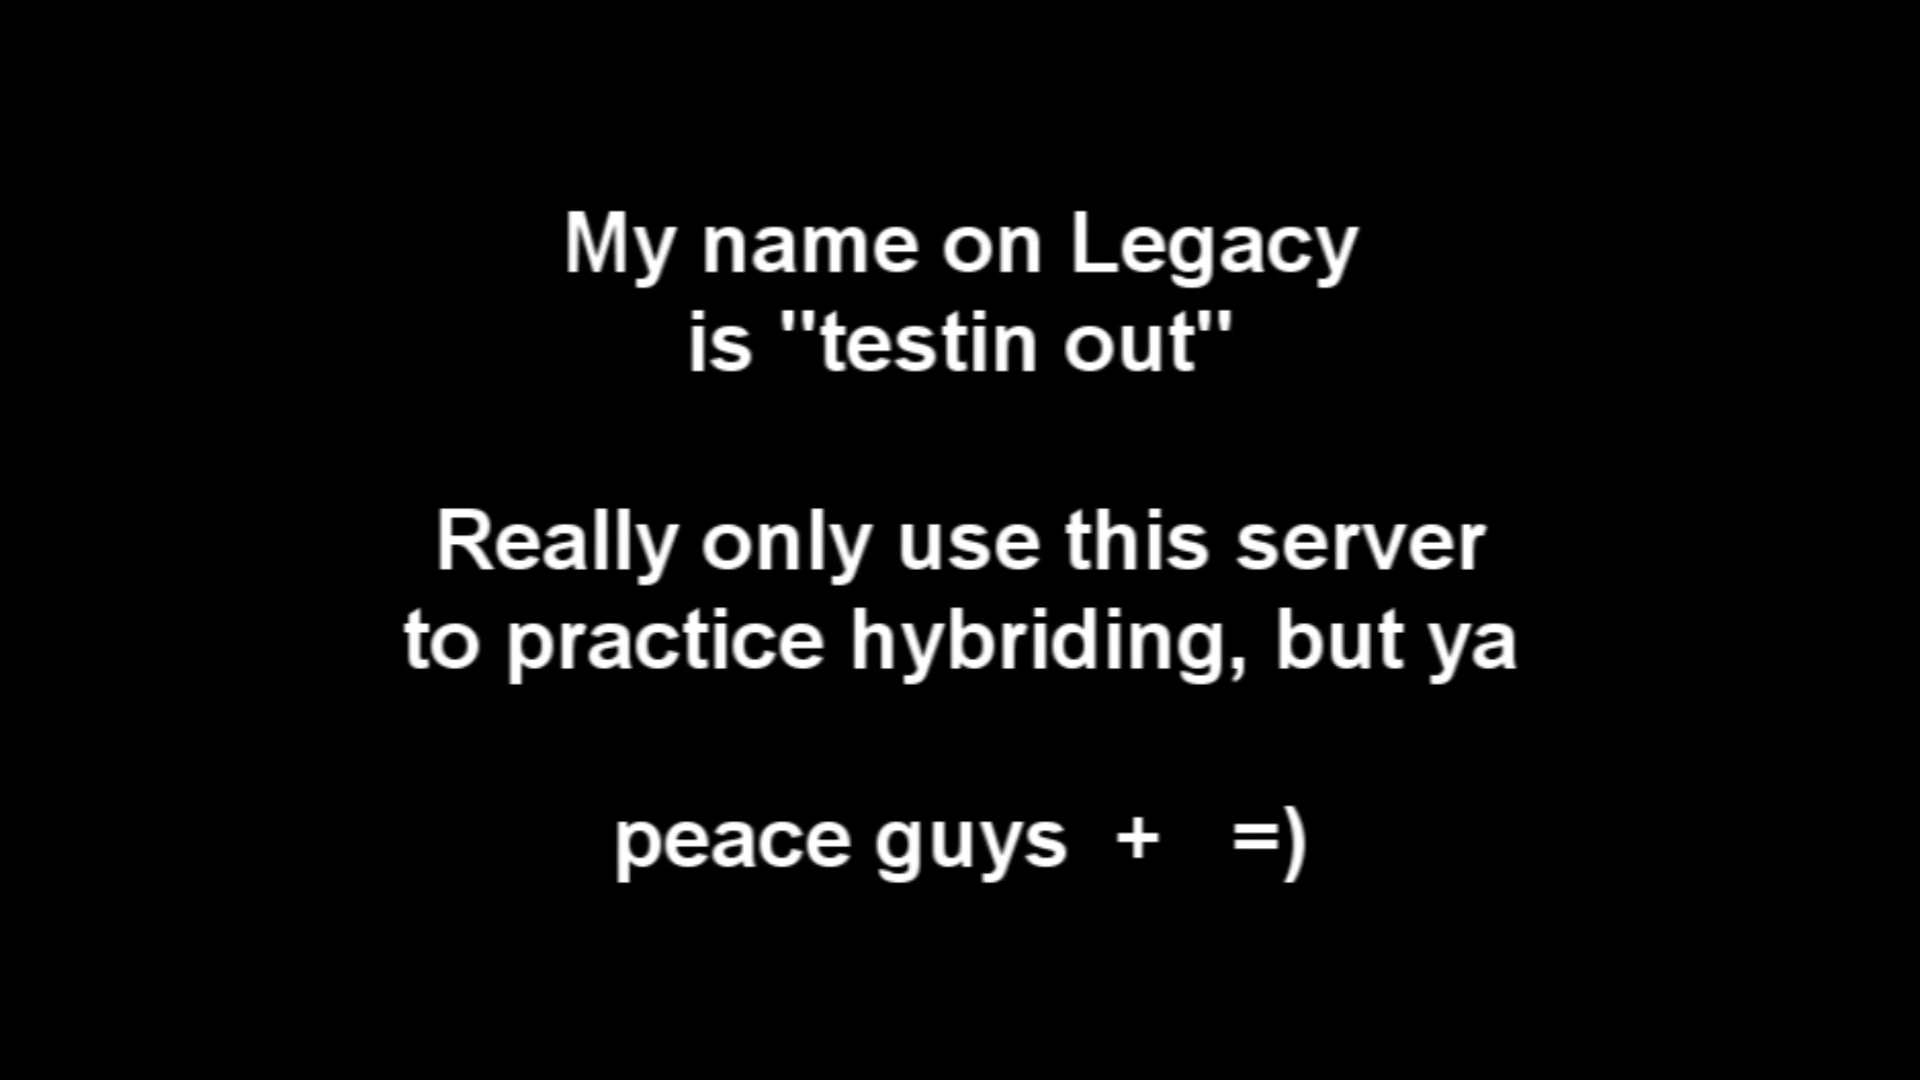 My name on Legacy
is "testin out"
Really only use this server
to practice hybriding, but ya
peace guys  +   =)